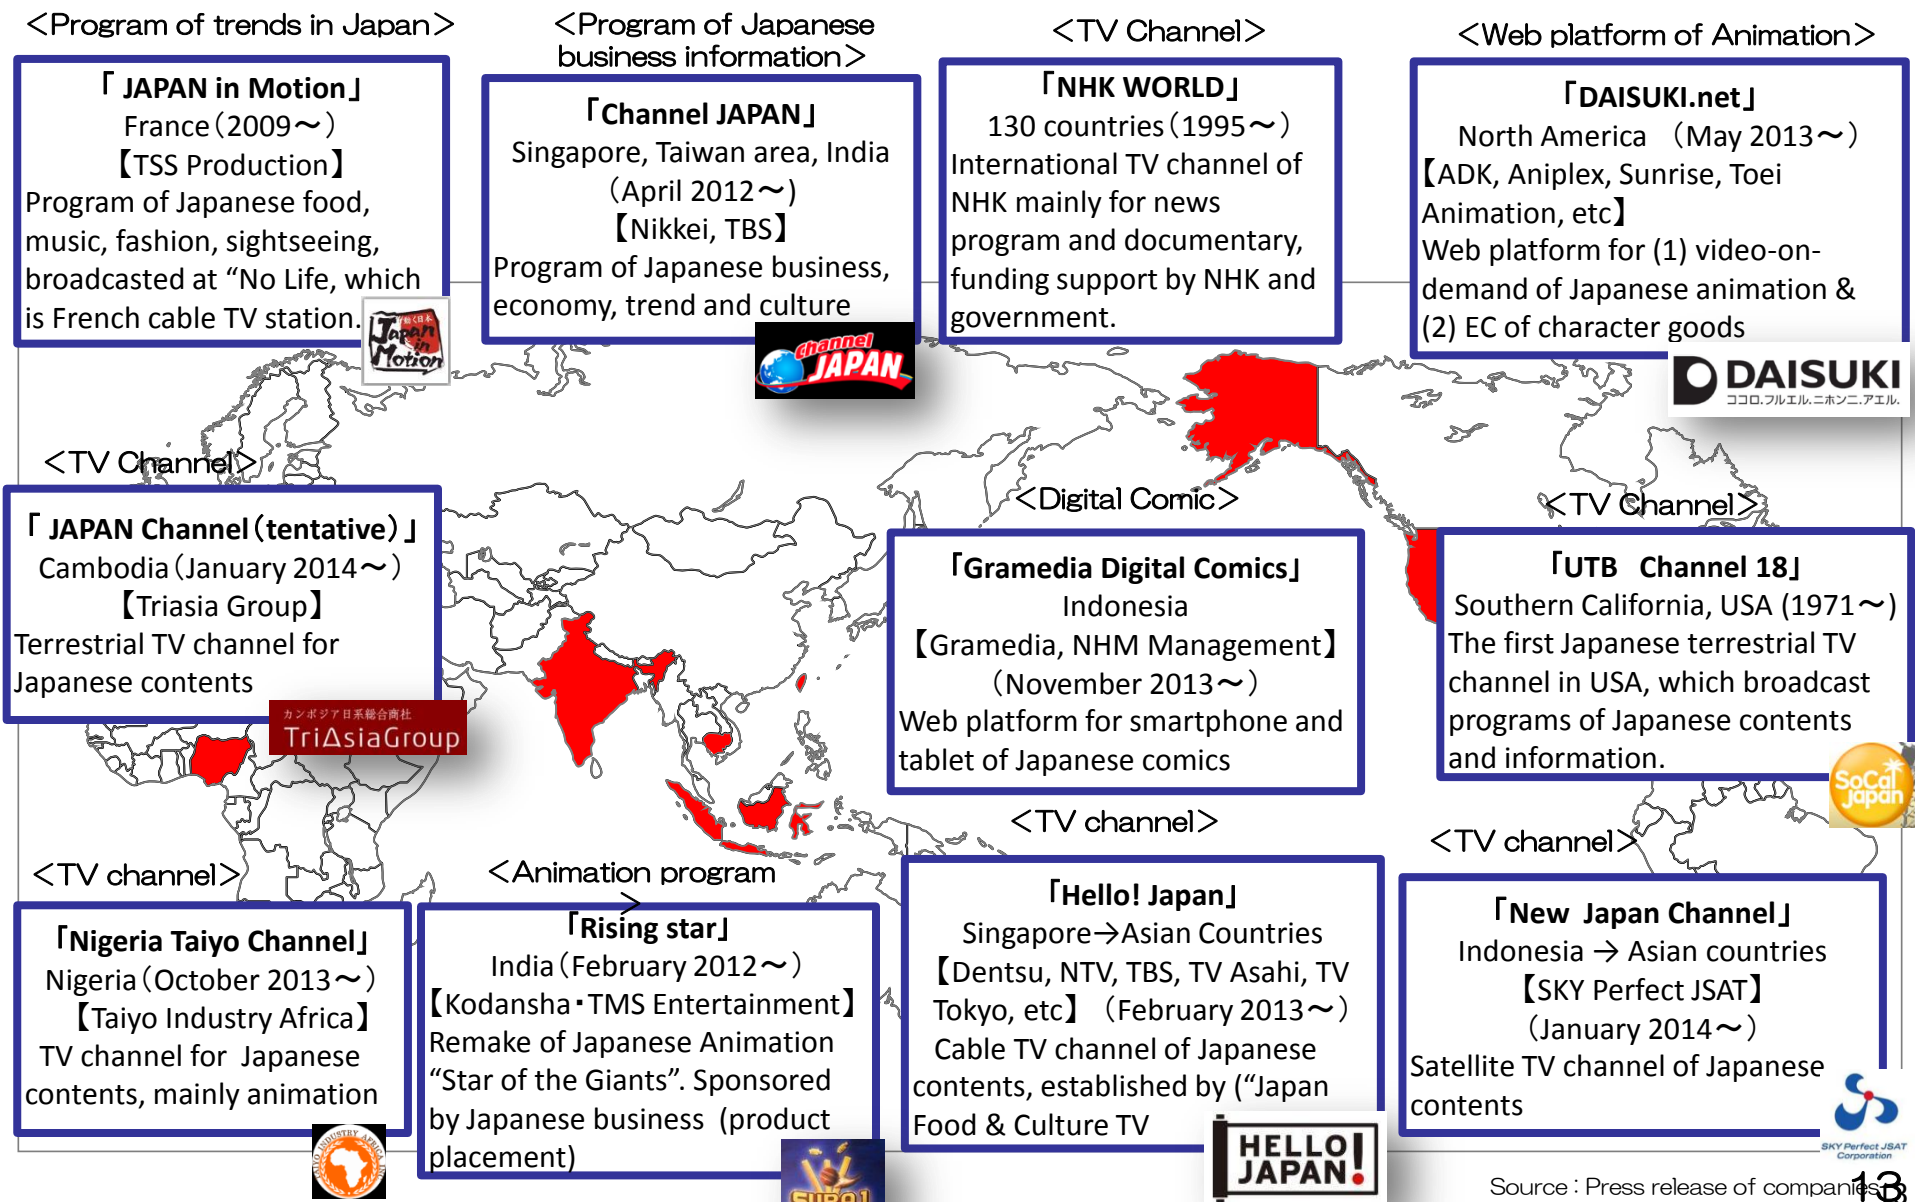 <Program of trends in Japan>
「 JAPAN in Motion」
France（2009～）
【TSS Production】
Program of Japanese food,
music, fashion, sightseeing,
broadcasted at “No Life, which
is French cable TV station.
動く日本
Japan
in
Motion
<Program of Japanese
business information>
「Channel JAPAN」
Singapore, Taiwan area, India
（April 2012～)
【Nikkei, TBS】
Program of Japanese business,
economy, trend and culture
Channel
JAPAN
<TV Channel>
「NHK WORLD」
130 countries（1995～）
International TV channel of
NHK mainly for news
program and documentary,
funding support by NHK and
government.
<Web platform of Animation>
「DAISUKI.net」
North America （May 2013～）
【ADK, Aniplex, Sunrise, Toei
Animation, etc】
Web platform for (1) video-on-
demand of Japanese animation &
(2) EC of character goods
DAISUKI
ココロ.フルエル.ニホンニ.アエル.
<TV Channel>
「 JAPAN Channel（tentative）」
Cambodia（January 2014～）
【Triasia Group】
Terrestrial TV channel for
Japanese contents
カンボジア日系総合商社
TriΔsiaGroup
<Digital Comic>
「Gramedia Digital Comics」
Indonesia
【Gramedia, NHM Management】
（November 2013～）
Web platform for smartphone and
tablet of Japanese comics
<TV Channel>
「UTB Channel 18」
Southern California, USA (1971～)
The first Japanese terrestrial TV
channel in USA, which broadcast
programs of Japanese contents
and information.
SoCal
Japan
<TV channel>
「Nigeria Taiyo Channel」
Nigeria（October 2013～）
【Taiyo Industry Africa】
TV channel for Japanese
contents, mainly animation
TAIYO INDUSTRY AFRICA
<Animation program
>
「Rising star」
India（February 2012～）
【Kodansha・TMS Entertainment】
Remake of Japanese Animation
“Star of the Giants”. Sponsored
by Japanese business (product
placement)
<TV channel>
「Hello! Japan」
Singapore→Asian Countries
【Dentsu, NTV, TBS, TV Asahi, TV
Tokyo, etc】 （February 2013～）
Cable TV channel of Japanese
contents, established by (“Japan
Food & Culture TV
HELLO!
JAPAN
<TV channel>
「New Japan Channel」
Indonesia → Asian countries
【SKY Perfect JSAT】
（January 2014～）
Satellite TV channel of Japanese
contents
SKY Perfect JSAT
Corporation
Source：Press release of companies
13